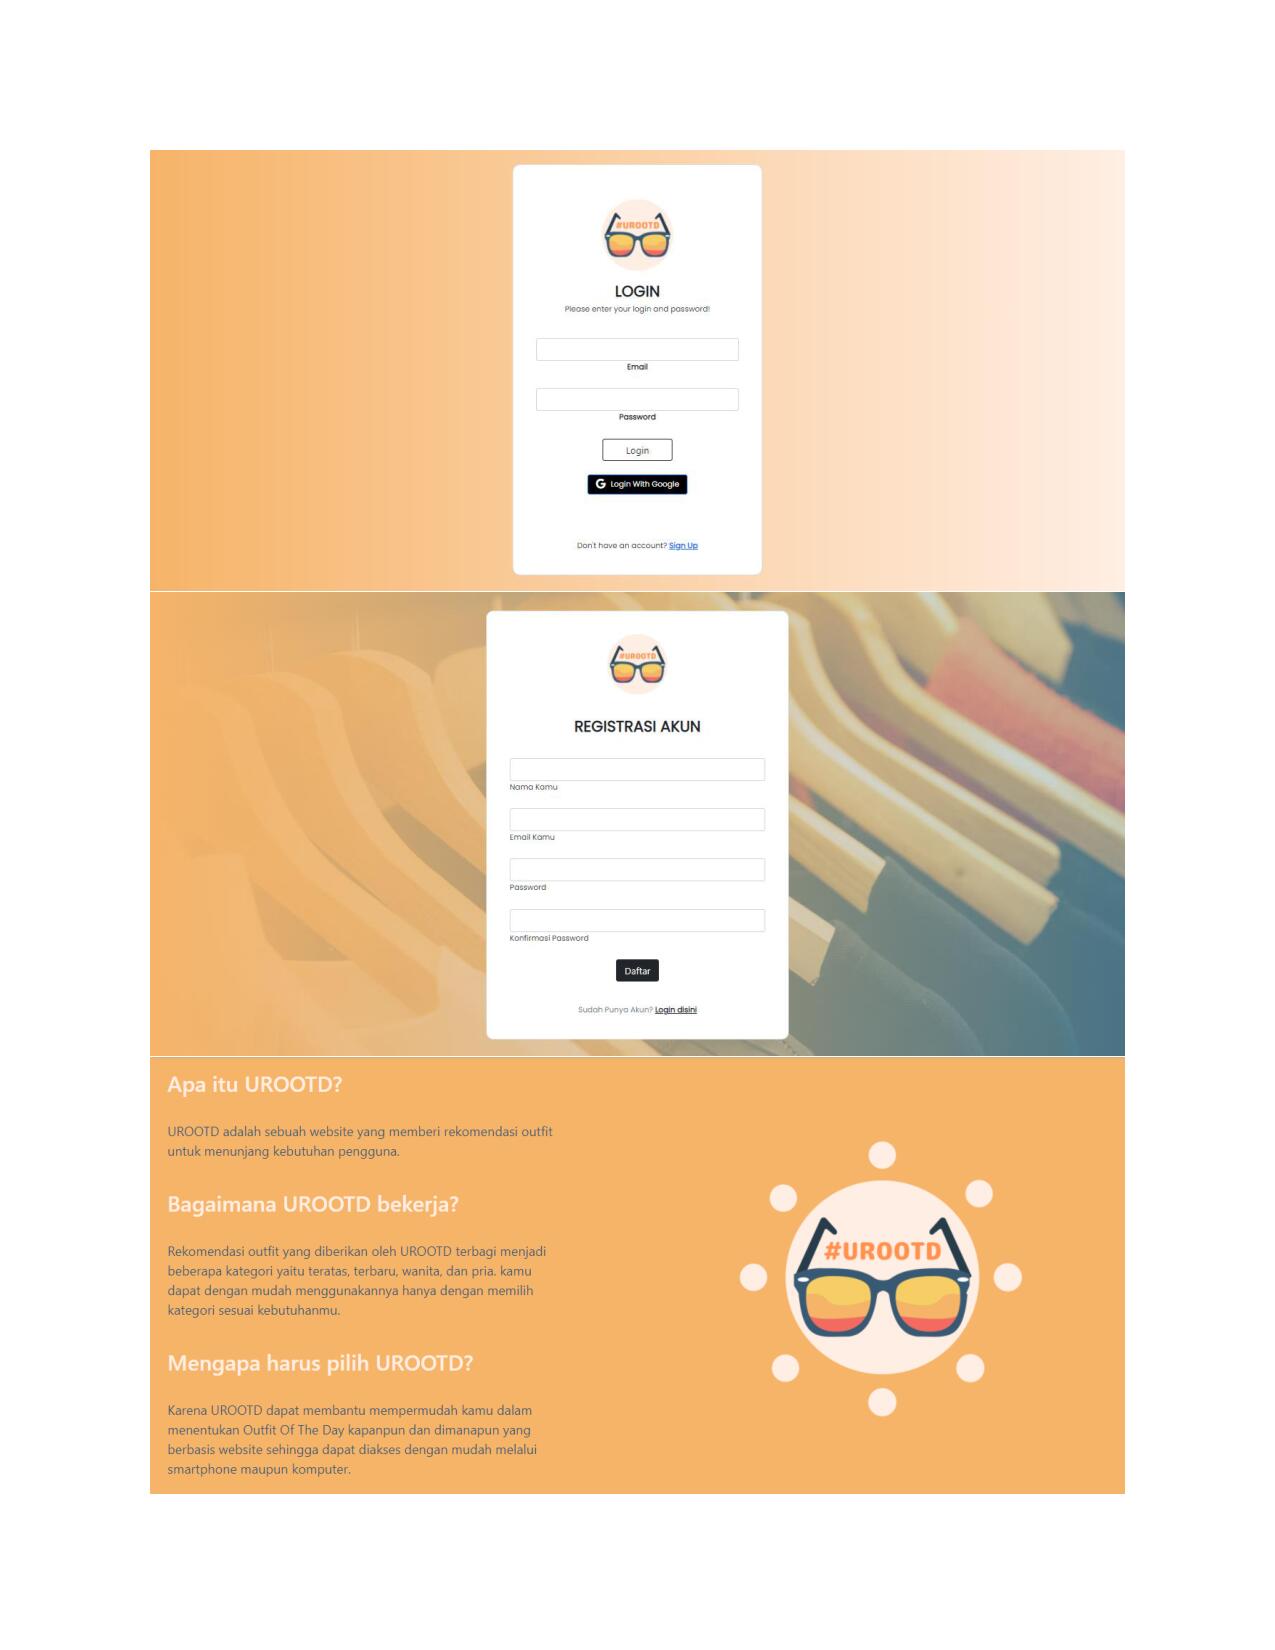 #UROOTD
LOGIN
Please enter your login and password!
Email
Password
Login
G Login With Google
Don't have an account? Sign Up
#UROOTD
REGISTRASI AKUN
Nama Kamu
Email Kamu
Password
Konfirmasi Password
Daftar
Sudah Punya Akun? Login disini
Apa itu UROOTD?
UROOTD adalah sebuah website yang memberi rekomendasi outfit
untuk menunjang kebutuhan pengguna.
Bagaimana UROOTD bekerja?
Rekomendasi outfit yang diberikan oleh UROOTD terbagi menjadi
beberapa kategori yaitu teratas, terbaru, wanita, dan pria. kamu
dapat dengan mudah menggunakannya hanya dengan memilih
kategori sesuai kebutuhanmu.
Mengapa harus pilih UROOTD?
Karena UROOTD dapat membantu mempermudah kamu dalam
menentukan Outfit Of The Day kapanpun dan dimanapun yang
berbasis website sehingga dapat diakses dengan mudah melalui
smartphone maupun komputer.
#UROOTD